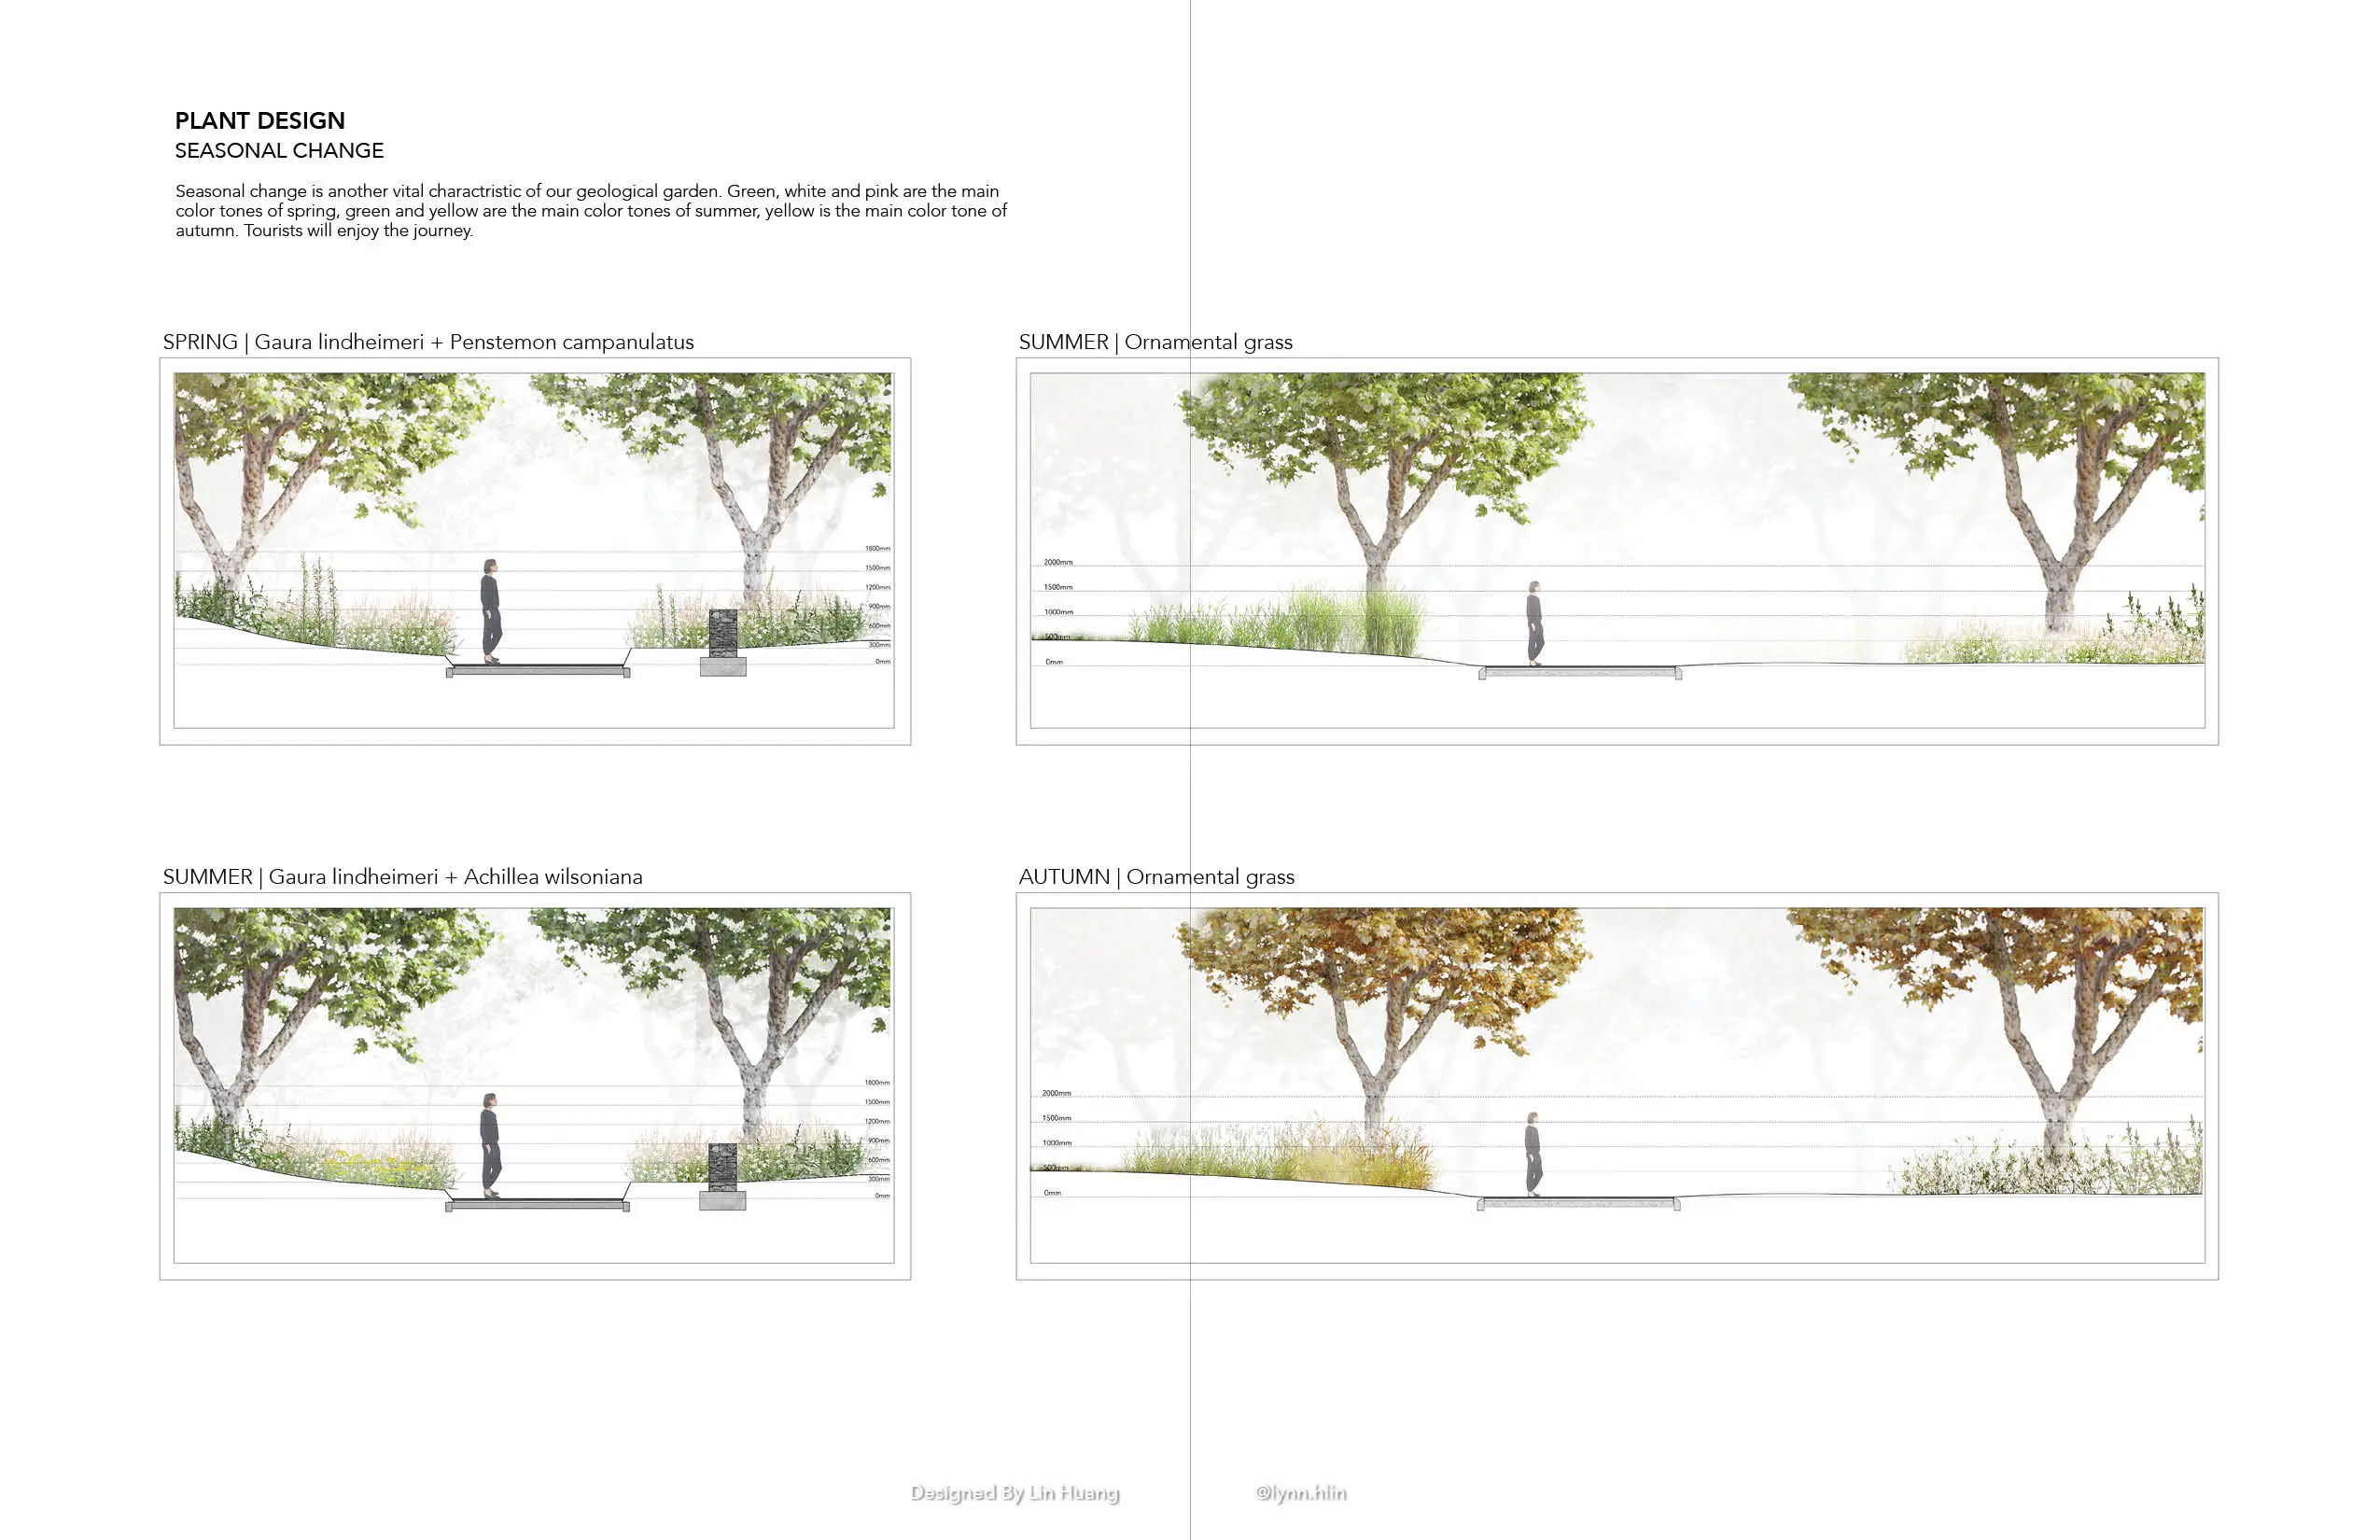 PLANT DESIGN
SEASONAL CHANGE
Seasonal change is another vital charactristic of our geological garden. Green, white and pink are the main
color tones of spring, green and yellow are the main color tones of summer, yellow is the main color tone of
autumn. Tourists will enjoy the journey.
SPRING | Gaura lindheimeri + Penstemon campanulatus
1800mm
1500mm
1200mm
900mm
600mm
300mm
0mm
SUMMER | Ornamental grass
2000mm
1500mm
1000mm
500mm
0mm
SUMMER | Gaura lindheimeri + Achillea wilsoniana
1800mm
1500mm
1200mm
900mm
600mm
300mm
0mm
AUTUMN | Ornamental grass
2000mm
1500mm
1000mm
500mm
0mm
Designed By Lin Huang
@lynn.hlin